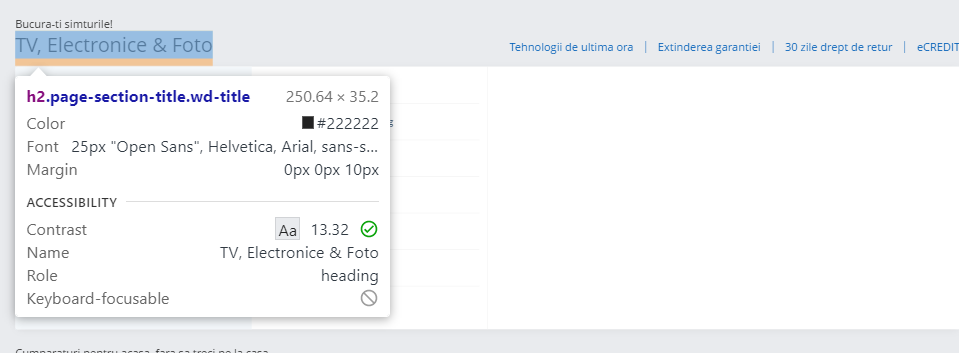 Bucura-ti simturile!
TV, Electronice & Foto
Tehnologii de ultima ora | Extinderea garantiei | 30 zile drept de retur | eCREDIT
h2.page-section-title.wd-title 250.64 × 35.2
Color #222222
Font 25px "Open Sans", Helvetica, Arial, sans-s...
Margin 0px 0px 10px
ACCESSIBILITY
Contrast Aa 13.32
Name TV, Electronice & Foto
Role heading
Keyboard-focusable
Cumparaturi pentru acasa, fara sa treci pe la casa